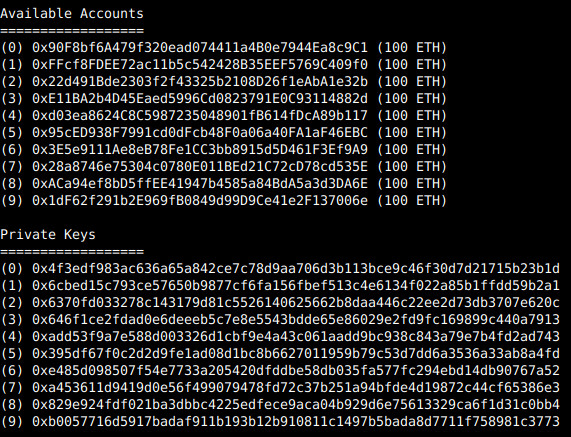 Available Accounts
==================
(0) 0x90F8bf6A479f320ead074411a4B0e7944Ea8c9C1 (100 ETH)
(1) 0xFFcf8FDEE72ac11b5c542428B35EEF5769C409f0 (100 ETH)
(2) 0x22d491Bde2303f2f43325b2108D26f1eAbA1e32b (100 ETH)
(3) 0xE11BA2b4D45Eaed5996Cd0823791E0C93114882d (100 ETH)
(4) 0xd03ea8624C8C5987235048901fB614fDcA89b117 (100 ETH)
(5) 0x95cED938F7991cd0dFcb48F0a06a40FA1aF46EBC (100 ETH)
(6) 0x3E5e9111Ae8eB78Fe1CC3bb8915d5D461F3Ef9A9 (100 ETH)
(7) 0x28a8746e75304c0780E011BEd21C72cD78cd535E (100 ETH)
(8) 0xACa94ef8bD5ffEE41947b4585a84BdA5a3d3DA6E (100 ETH)
(9) 0x1dF62f291b2E969fB0849d99D9Ce41e2F137006e (100 ETH)
Private Keys
==================
(0) 0x4f3edf983ac636a65a842ce7c78d9aa706d3b113bce9c46f30d7d21715b23b1d
(1) 0x6cbed15c793ce57650b9877cf6fa156fbef513c4e6134f022a85b1ffdd59b2a1
(2) 0x6370fd033278c143179d81c5526140625662b8daa446c22ee2d73db3707e620c
(3) 0x646f1ce2fdad0e6deeeb5c7e8e5543bdde65e86029e2fd9fc169899c440a7913
(4) 0xadd53f9a7e588d003326d1cbf9e4a43c061aadd9bc938c843a79e7b4fd2ad743
(5) 0x395df67f0c2d2d9fe1ad08d1bc8b6627011959b79c53d7dd6a3536a33ab8a4fd
(6) 0xe485d098507f54e7733a205420dfddbe58db035fa577fc294ebd14db90767a52
(7) 0xa453611d9419d0e56f499079478fd72c37b251a94bfde4d19872c44cf65386e3
(8) 0x829e924fdf021ba3dbbc4225edfece9aca04b929d6e75613329ca6f1d31c0bb4
(9) 0xb0057716d5917badaf911b193b12b910811c1497b5bada8d7711f758981c3773